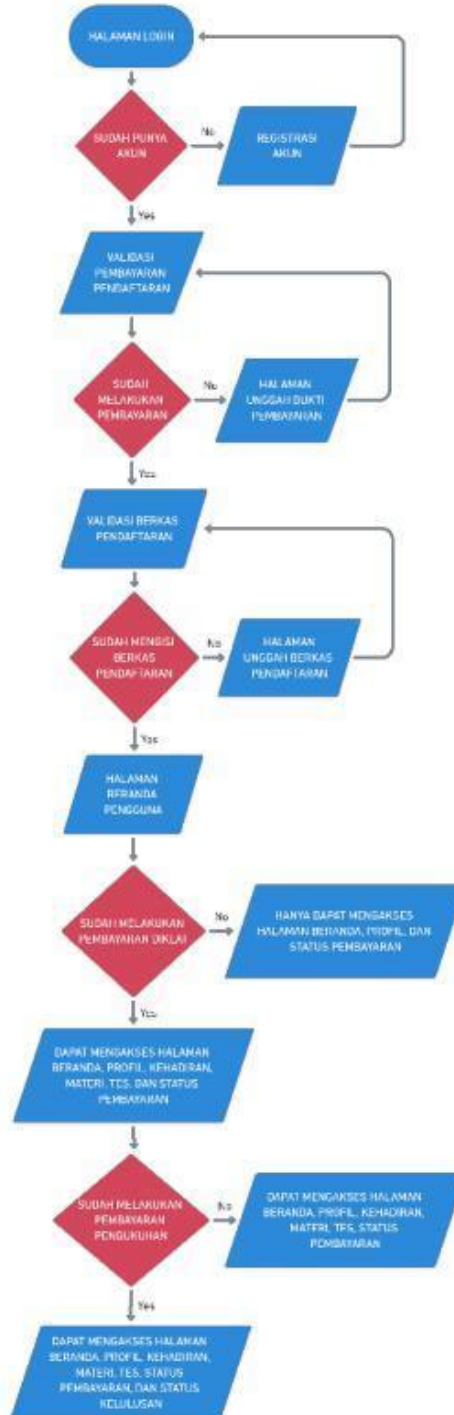 HALAMAN LOGIN
SUDAH PUNYA
AKUN
No
REGISTRASI
AKUN
Yes
VALIDASI
PEMBAYARAN
PENDAFTARAN
SUDAH
MELAKUKAN
PEMBAYARAN
No
HALAMAN
UNGGAH BUKTI
PEMBAYARAN
Yes
VALIDASI BERKAS
PENDAFTARAN
SUDAH MENGISI
BERKAS
PENDAFTARAN
No
HALAMAN
UNGGAH BERKAS
PENDAFTARAN
Yes
HALAMAN
BERANDA
PENGGUNA
SUDAH MELAKUKAN
PEMBAYARAN DIKLAT
No
HANYA DAPAT MENGAKSES
HALAMAN BERANDA, PROFIL, DAN
STATUS PEMBAYARAN
Yes
DAPAT MENGAKSES HALAMAN
BERANDA, PROFIL, KEHADIRAN,
MATERI, TES, DAN STATUS
PEMBAYARAN
SUDAH MELAKUKAN
PEMBAYARAN
PENGUKUHAN
No
DAPAT MENGAKSES HALAMAN
BERANDA, PROFIL, KEHADIRAN,
MATERI, TES, STATUS
PEMBAYARAN
Yes
DAPAT MENGAKSES HALAMAN
BERANDA, PROFIL, KEHADIRAN,
MATERI, TES, STATUS
PEMBAYARAN, DAN STATUS
KELULUSAN